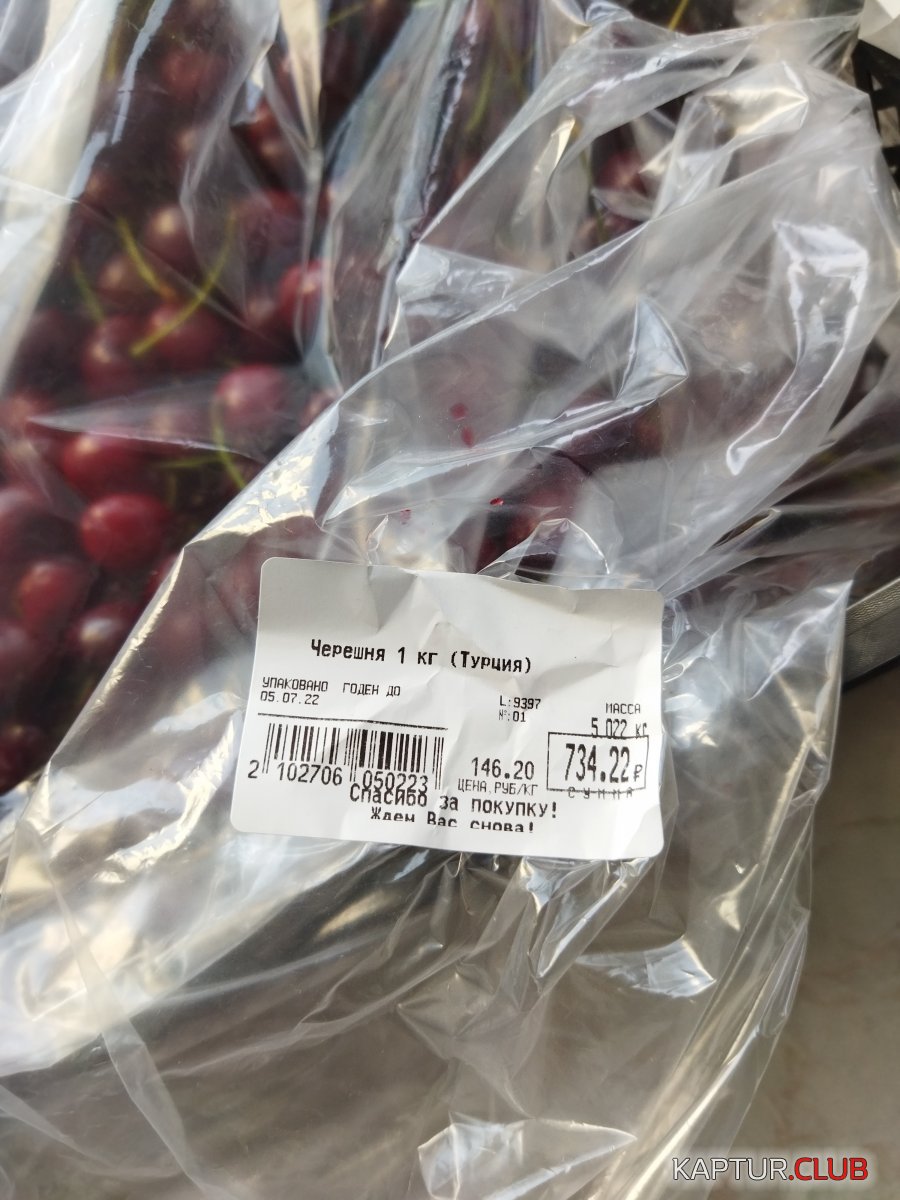 Черешня 1 кг (Турция)
УПАКОВАНО ГОДЕН ДО
05.07.22
L:9397
№:01
МАССА
5.022 КГ
734.22₽
СУММА
146.20
ЦЕНА,РУБ/КГ
2 102706 050223
Спасибо за покупку!
Ждем Вас снова!
KAPTUR.CLUB